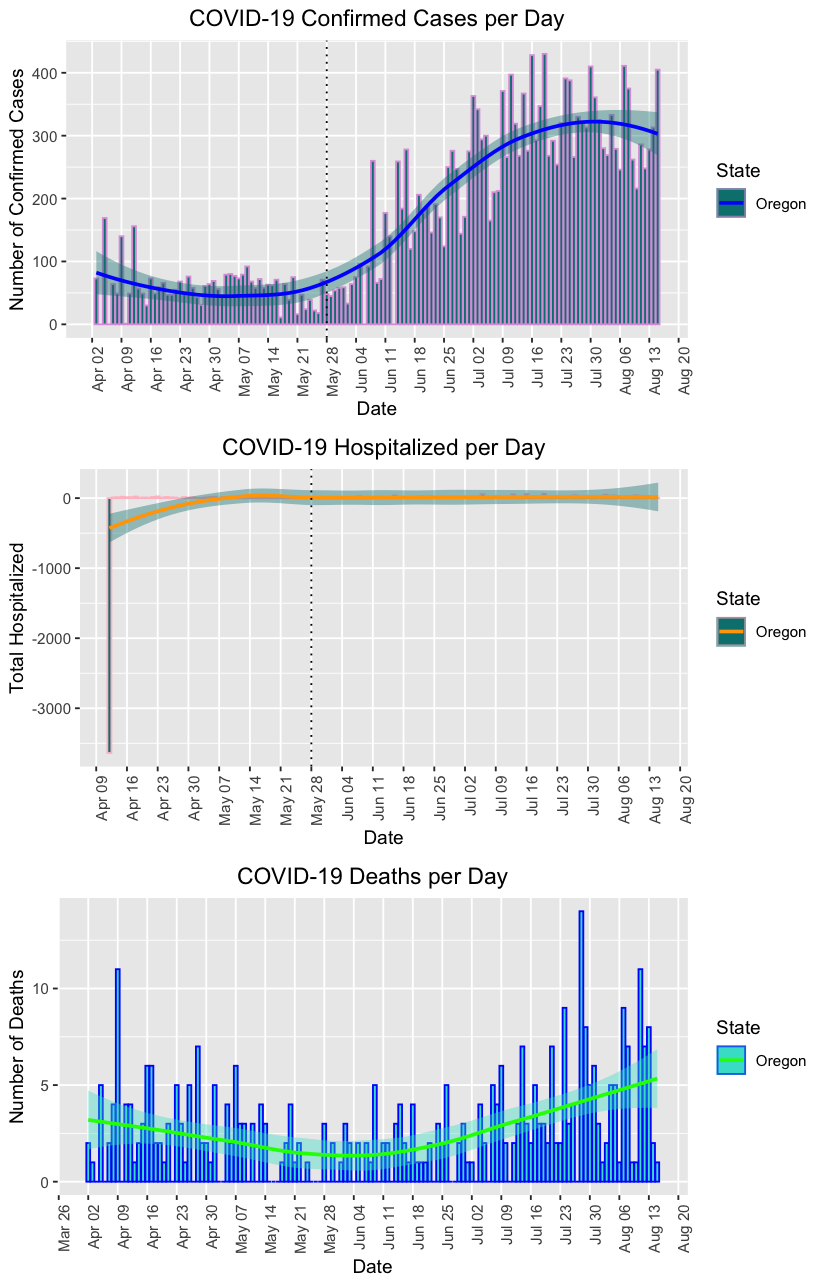 COVID-19 Confirmed Cases per Day
Number of Confirmed Cases
400
300
200
100
0
Apr 02
Apr 09
Apr 16
Apr 23
Apr 30
May 07
May 14
May 21
May 28
Jun 04
Jun 11
Jun 18
Jun 25
Jul 02
Jul 09
Jul 16
Jul 23
Jul 30
Aug 06
Aug 13
Aug 20
Date
State
Oregon
COVID-19 Hospitalized per Day
Total Hospitalized
0
-1000
-2000
-3000
Apr 09
Apr 16
Apr 23
Apr 30
May 07
May 14
May 21
May 28
Jun 04
Jun 11
Jun 18
Jun 25
Jul 02
Jul 09
Jul 16
Jul 23
Jul 30
Aug 06
Aug 13
Aug 20
Date
State
Oregon
COVID-19 Deaths per Day
Number of Deaths
10
5
0
Mar 26
Apr 02
Apr 09
Apr 16
Apr 23
Apr 30
May 07
May 14
May 21
May 28
Jun 04
Jun 11
Jun 18
Jun 25
Jul 02
Jul 09
Jul 16
Jul 23
Jul 30
Aug 06
Aug 13
Aug 20
Date
State
Oregon